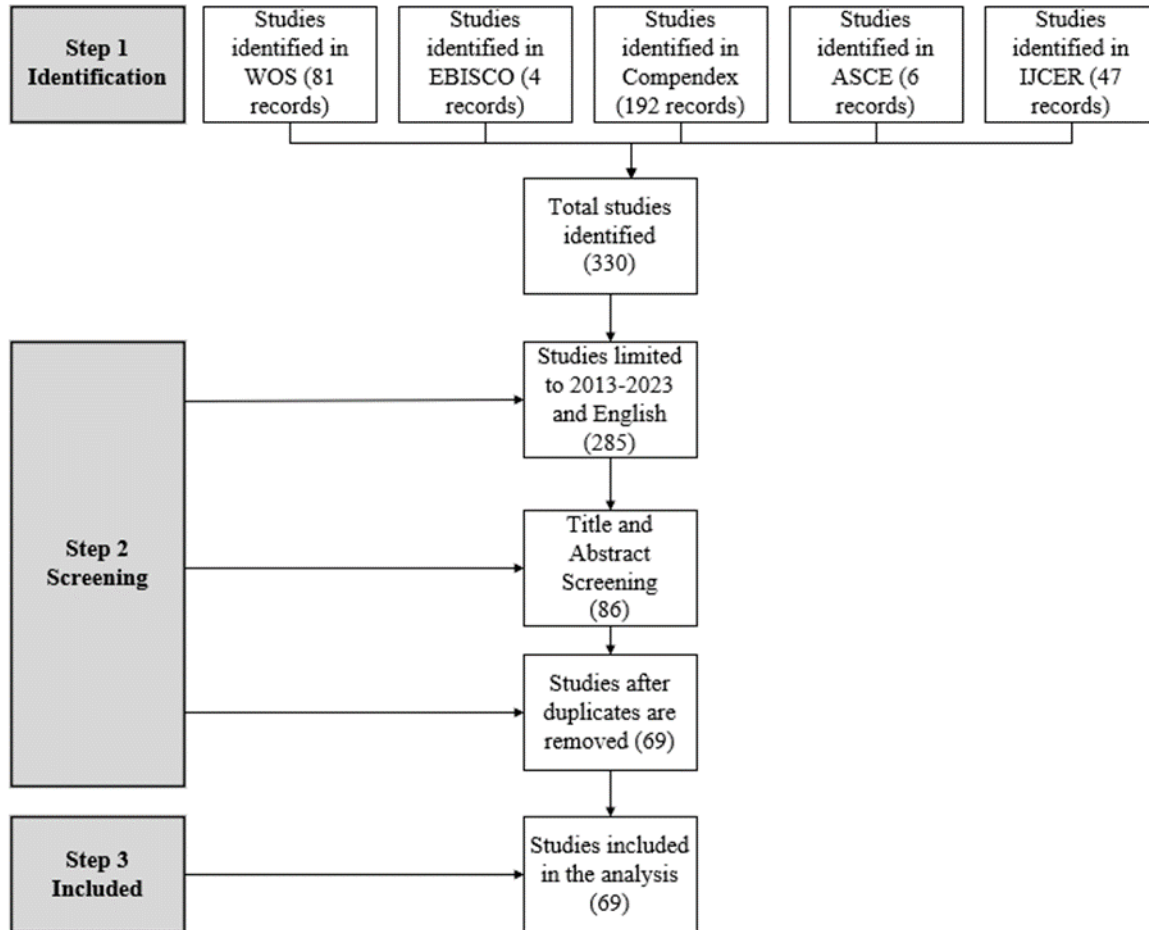 Step 1
Identification
Studies
identified in
WOS (81
records)
Studies
identified in
EBISCO (4
records)
Studies
identified in
Compendex
(192 records)
Studies
identified in
ASCE (6
records)
Studies
identified in
IJCER (47
records)
Total studies
identified
(330)
Step 2
Screening
Studies limited
to 2013-2023
and English
(285)
Title and
Abstract
Screening
(86)
Studies after
duplicates are
removed (69)
Step 3
Included
Studies included
in the analysis
(69)